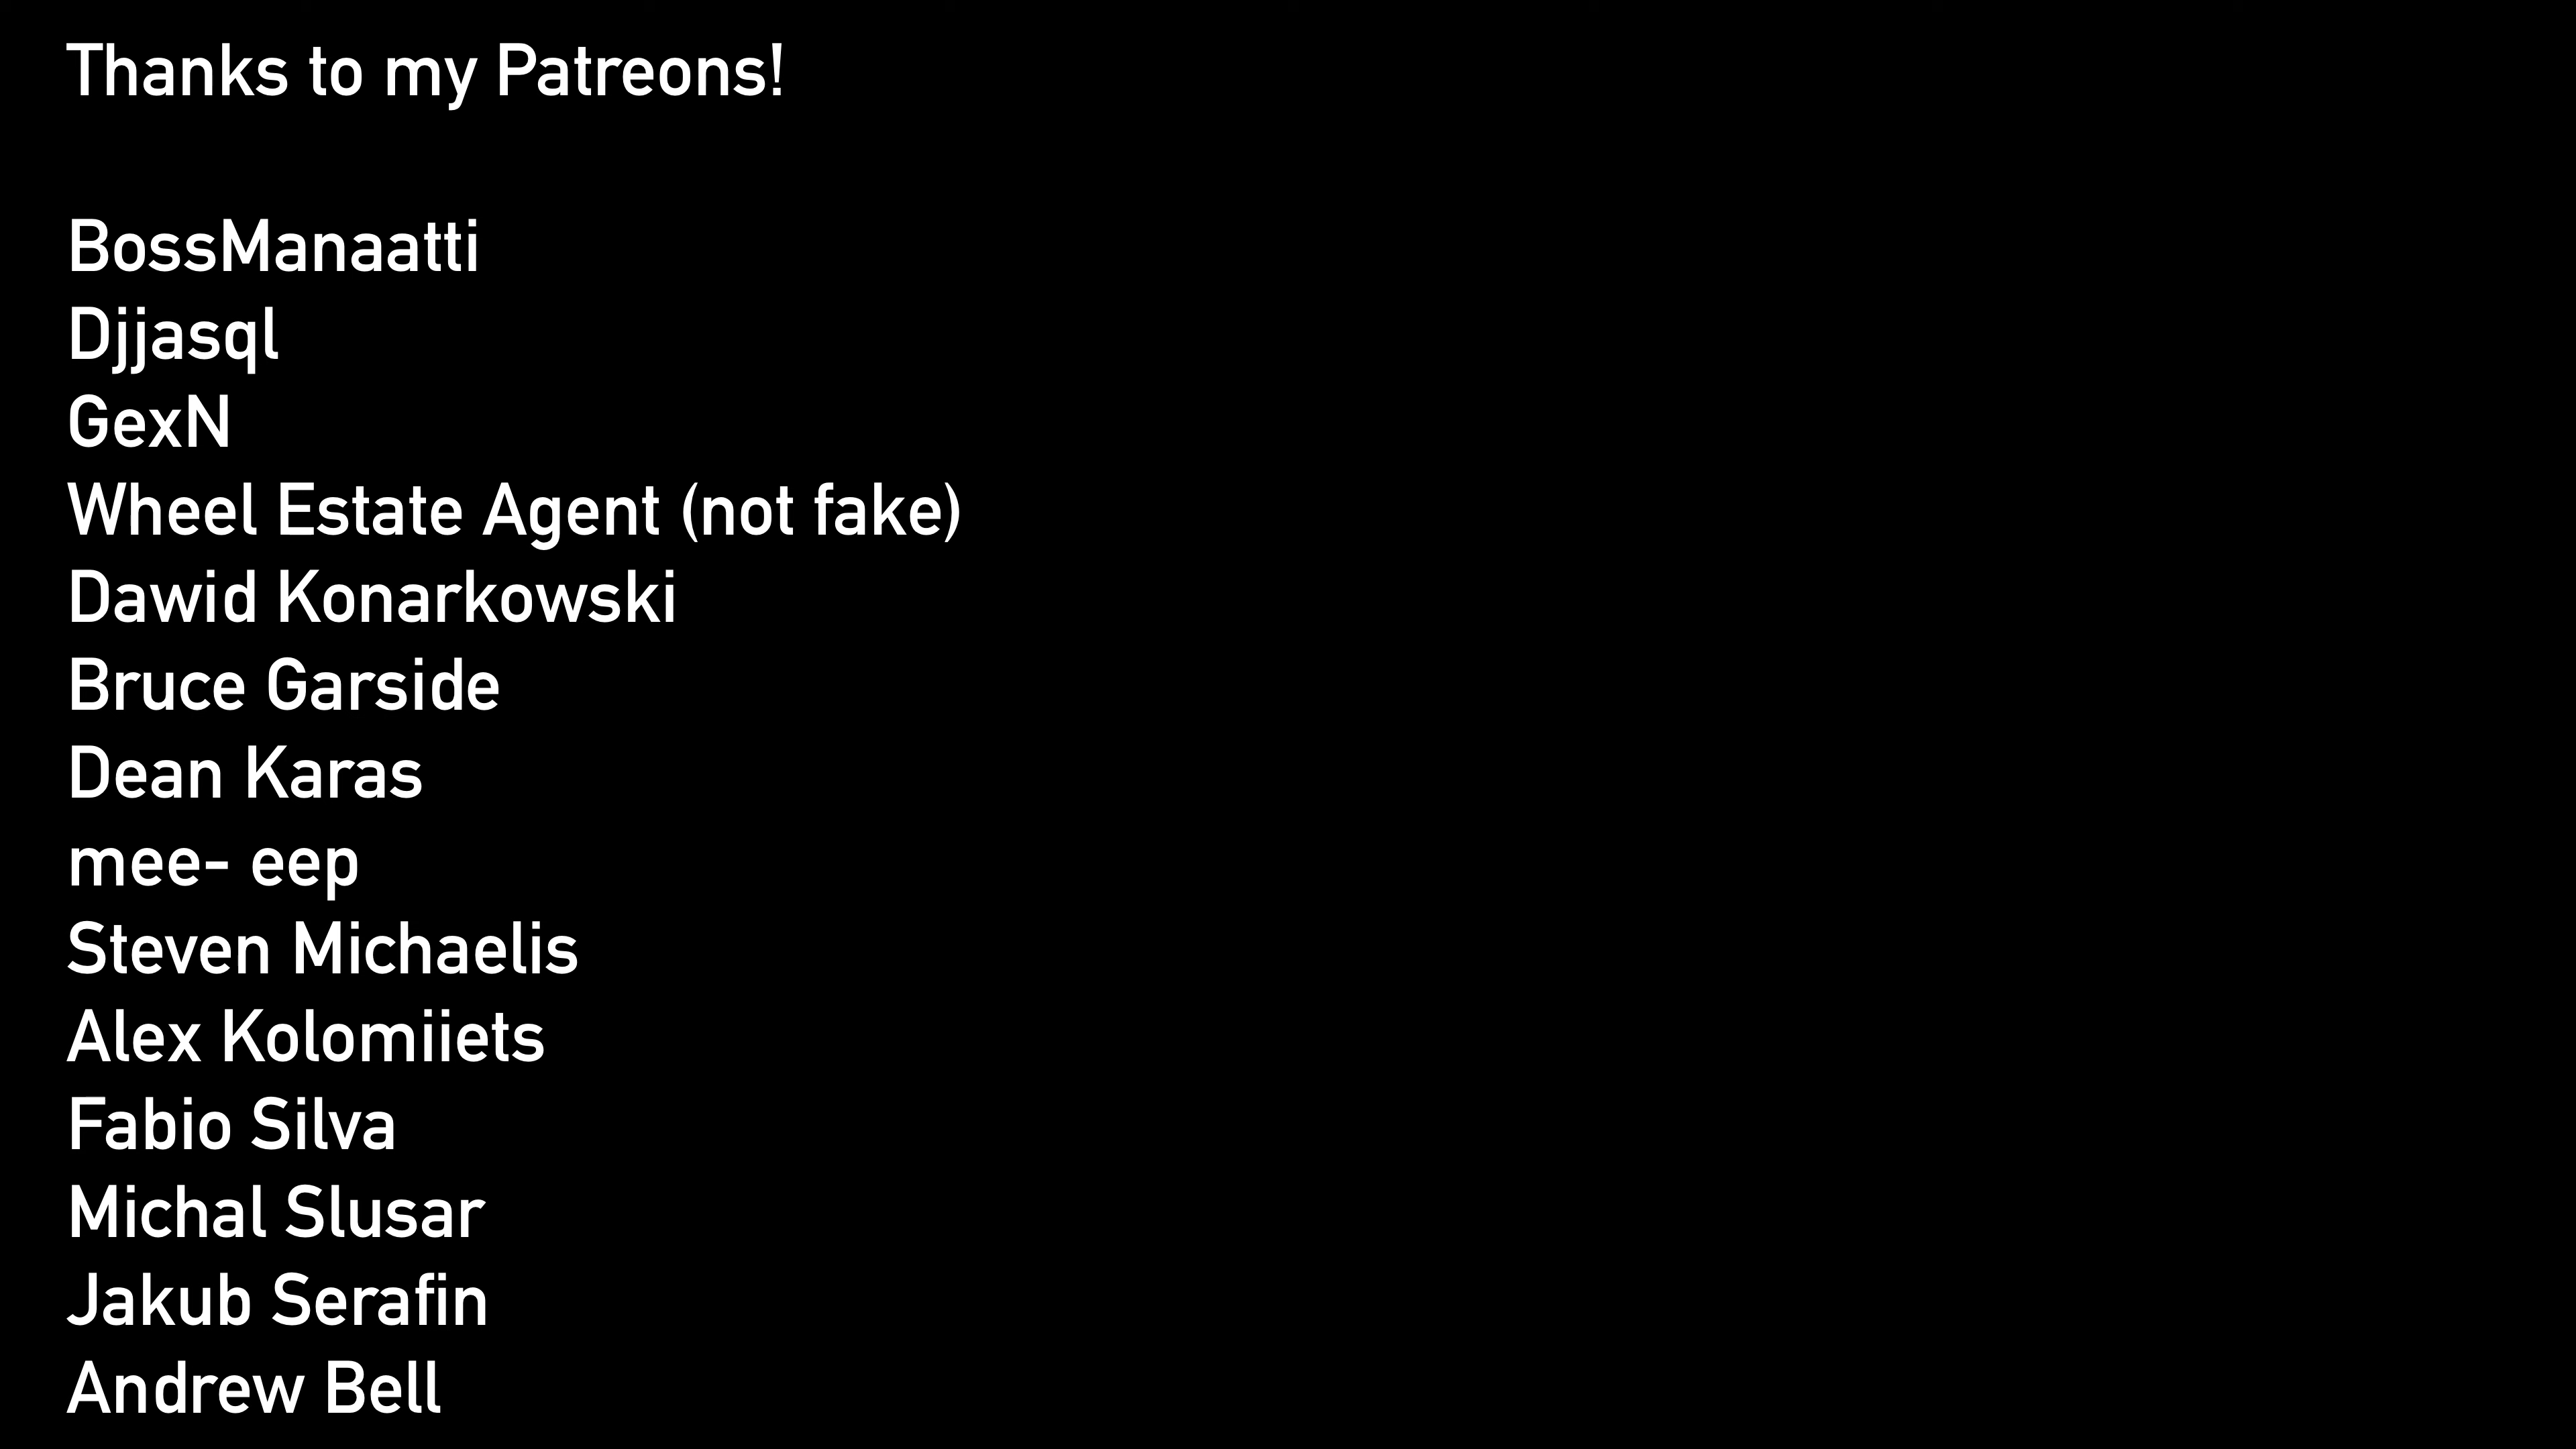 Thanks to my Patreons!
BossManaatti
Djjasql
GexN
Wheel Estate Agent (not fake)
Dawid Konarkowski
Bruce Garside
Dean Karas
mee- eep
Steven Michaelis
Alex Kolomiiets
Fabio Silva
Michal Slusar
Jakub Serafin
Andrew Bell